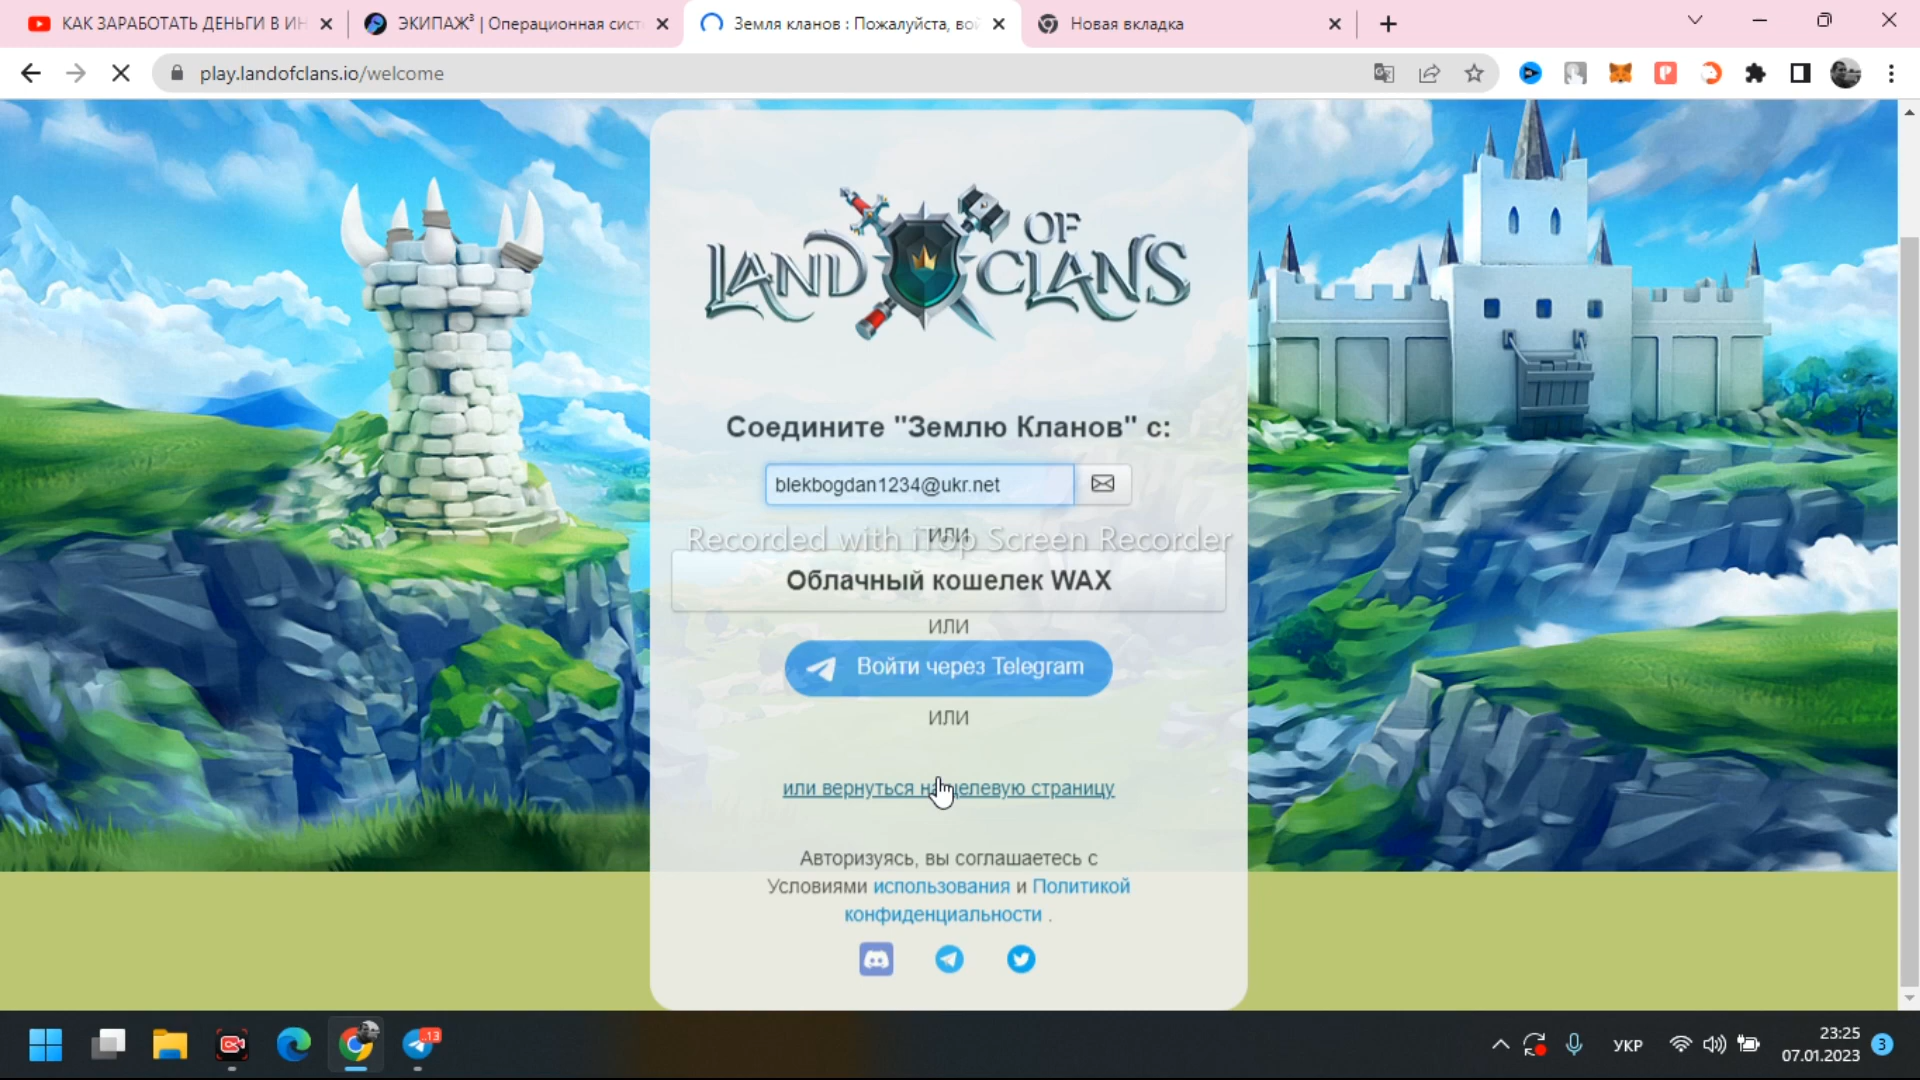 КАК ЗАРАБОТАТЬ ДЕНЬГИ В ИН
ЭКИПАЖ³ | Операционная сист
Земля кланов : Пожалуйста, вой
Новая вкладка
play.landofclans.io/welcome
LAND OF CLANS
Соедините "Землю Кланов" с:
blekbogdan1234@ukr.net
или
Recorded with iTop Screen Recorder
Облачный кошелек WAX
или
Войти через Telegram
или
или вернуться на целевую страницу
Авторизуясь, вы соглашаетесь с
Условиями использования и Политикой
конфиденциальности .
13
УКР
23:25
07.01.2023
3